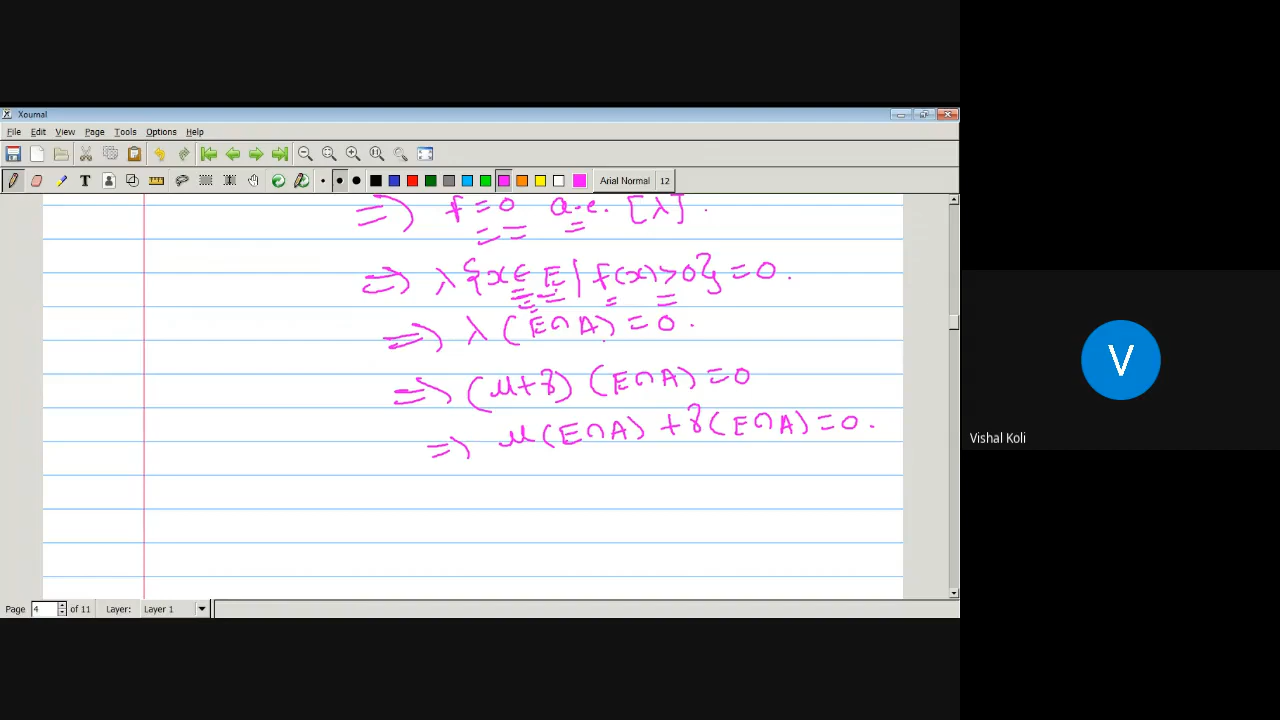 Xournal
File Edit View Page Tools Options Help
Arial Normal 12
⇒ f = 0 a.e. [λ].
⇒ λ{x ∈ E | f(x) > 0} = 0.
⇒ λ(E∩A) = 0.
⇒ (μ+γ)(E∩A) = 0
⇒ μ(E∩A) + γ(E∩A) = 0.
V
Vishal Koli
Page 4 of 11 Layer: Layer 1